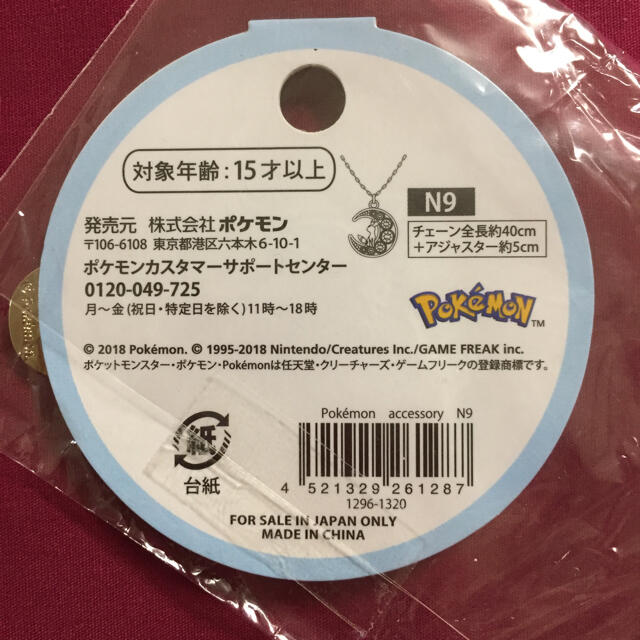 対象年齢:15才以上
N9
チェーン全長約40cm
+アジャスター約5cm
発売元 株式会社ポケモン
〒106-6108 東京都港区六本木6-10-1
ポケモンカスタマーサポートセンター
0120-049-725
月～金(祝日・特定日を除く)11時～18時
POKéMON™
© 2018 Pokémon. © 1995-2018 Nintendo/Creatures Inc./GAME FREAK inc.
ポケットモンスター・ポケモン・Pokémonは任天堂・クリーチャーズ・ゲームフリークの登録商標です。
紙
台紙
Pokémon accessory N9
4 521329 261287
1296-1320
FOR SALE IN JAPAN ONLY
MADE IN CHINA